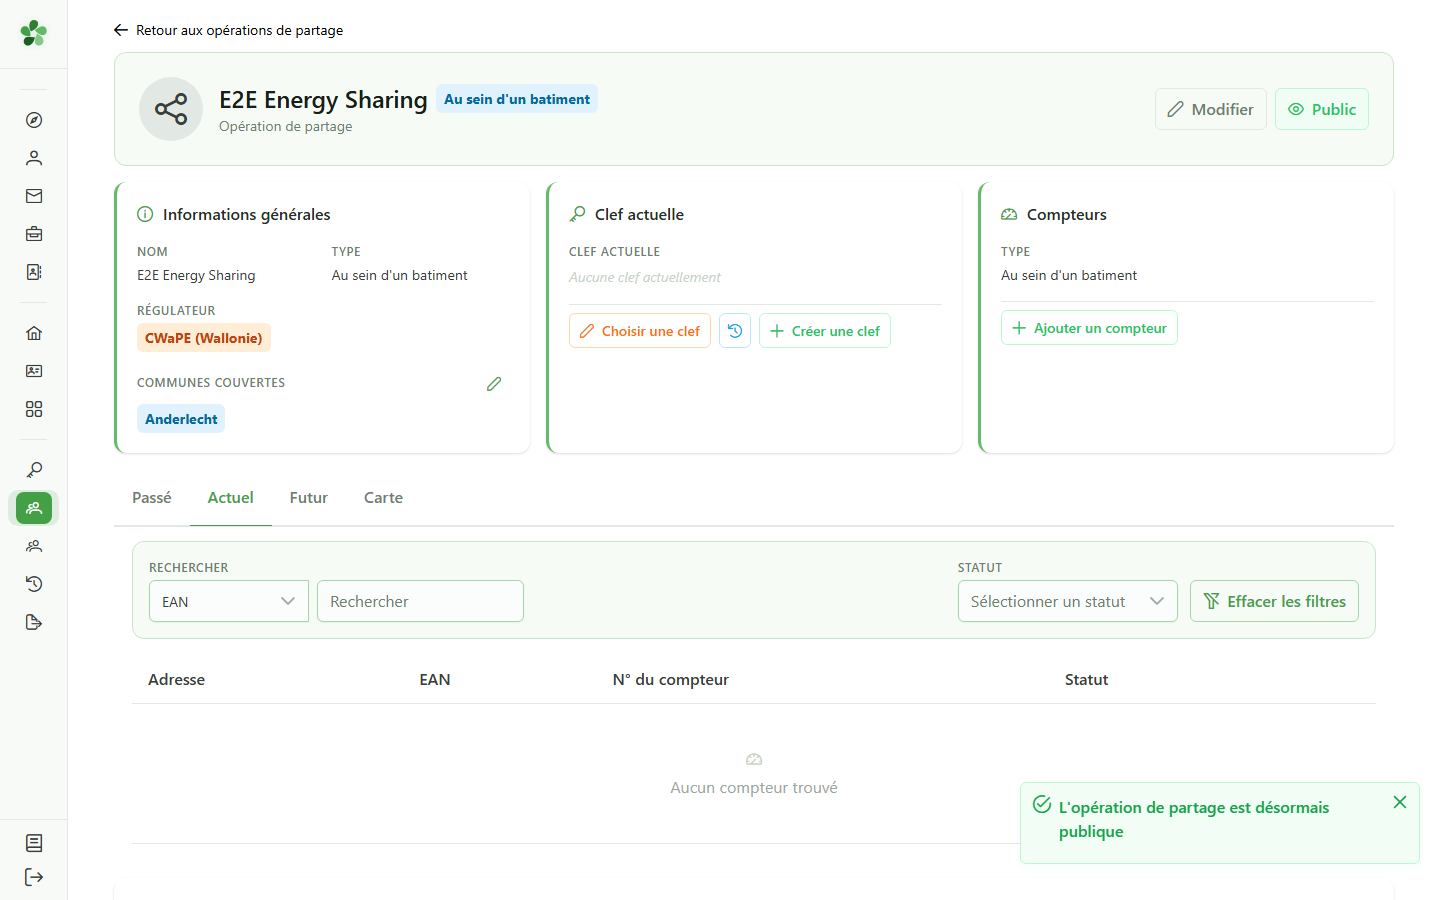 Retour aux opérations de partage
E2E Energy Sharing
Au sein d'un batiment
Opération de partage
Modifier
Public
Informations générales
NOM
TYPE
E2E Energy Sharing
Au sein d'un batiment
RÉGULATEUR
CWaPE (Wallonie)
COMMUNES COUVERTES
Anderlecht
Clef actuelle
CLEF ACTUELLE
Aucune clef actuellement
Choisir une clef
Créer une clef
Compteurs
TYPE
Au sein d'un batiment
Ajouter un compteur
Passé
Actuel
Futur
Carte
RECHERCHER
EAN
Rechercher
STATUT
Sélectionner un statut
Effacer les filtres
Adresse
EAN
N° du compteur
Statut
Aucun compteur trouvé
L'opération de partage est désormais
publique